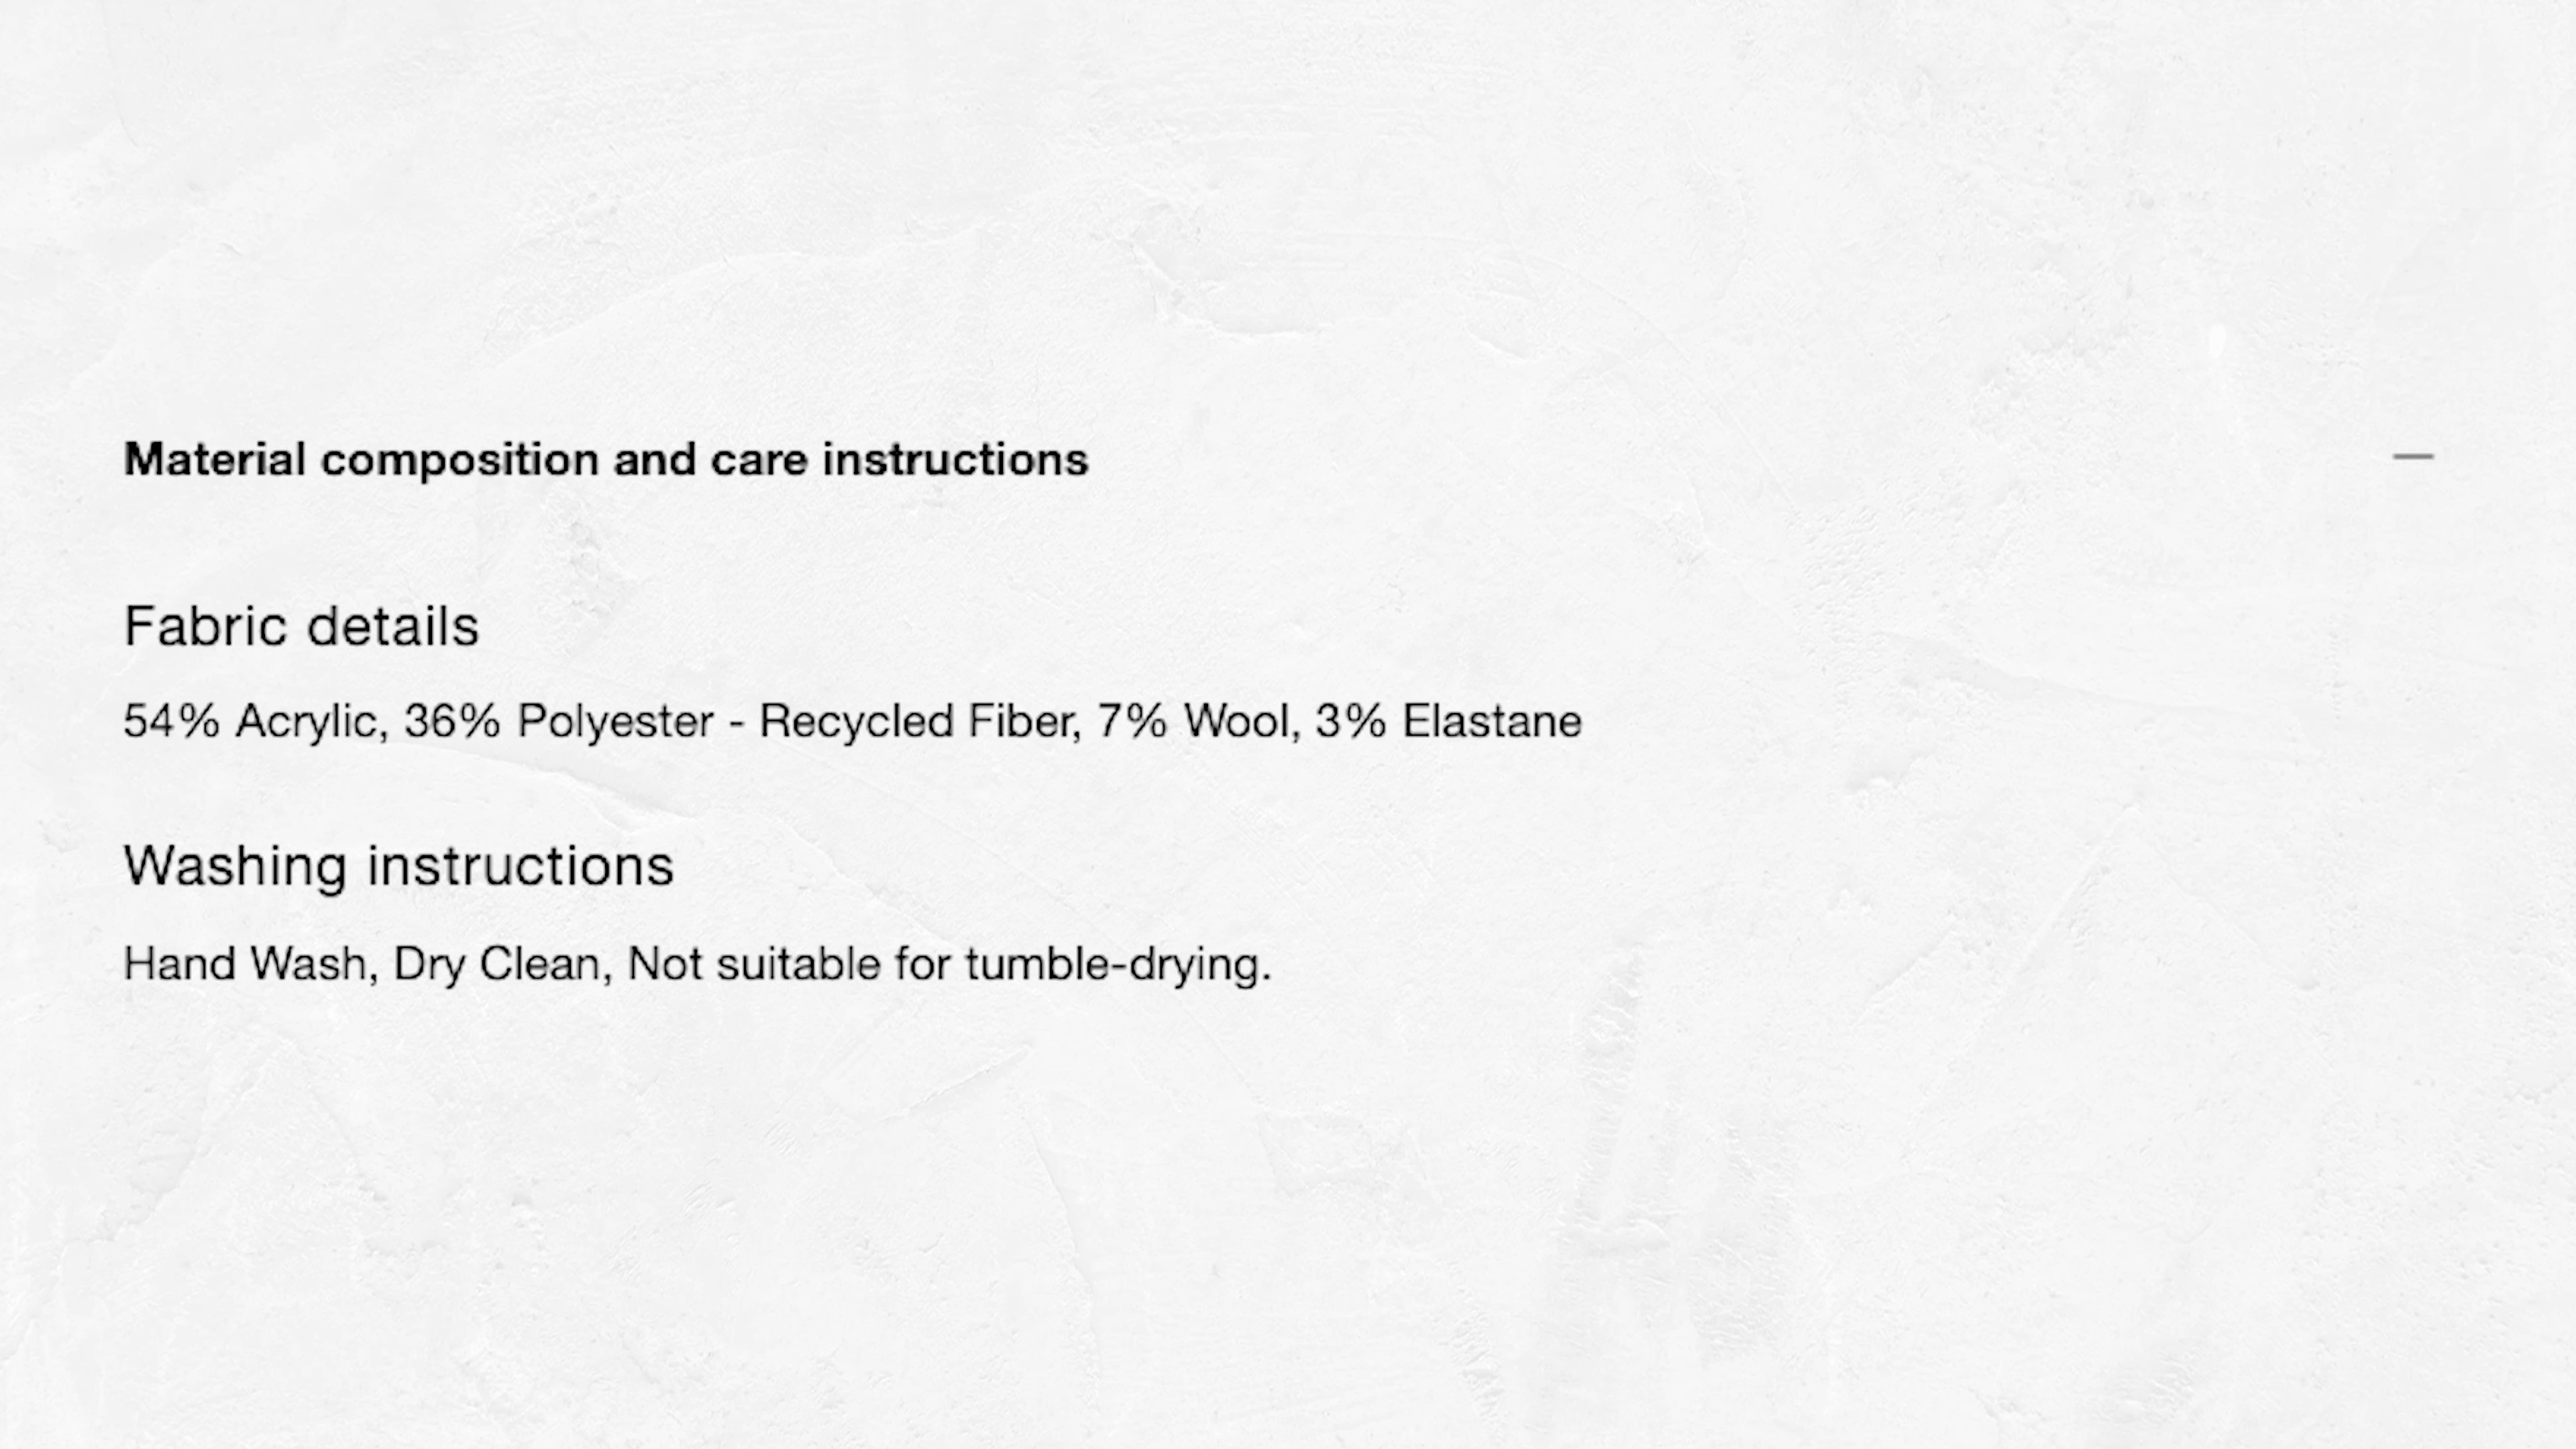 Material composition and care instructions
Fabric details
54% Acrylic, 36% Polyester - Recycled Fiber, 7% Wool, 3% Elastane
Washing instructions
Hand Wash, Dry Clean, Not suitable for tumble-drying.